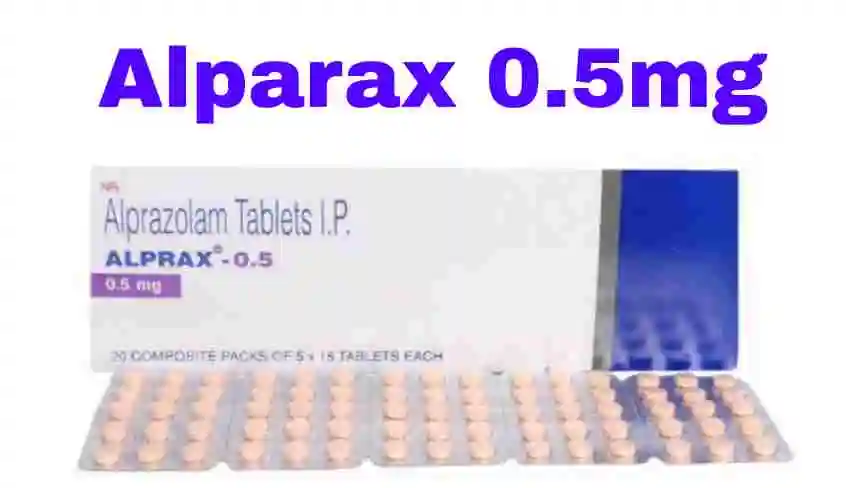 Alparax 0.5mg
NRx
Alprazolam Tablets I.P.
ALPRAX®-0.5
0.5 mg
20 COMPOSITE PACKS OF 5 x 15 TABLETS EACH